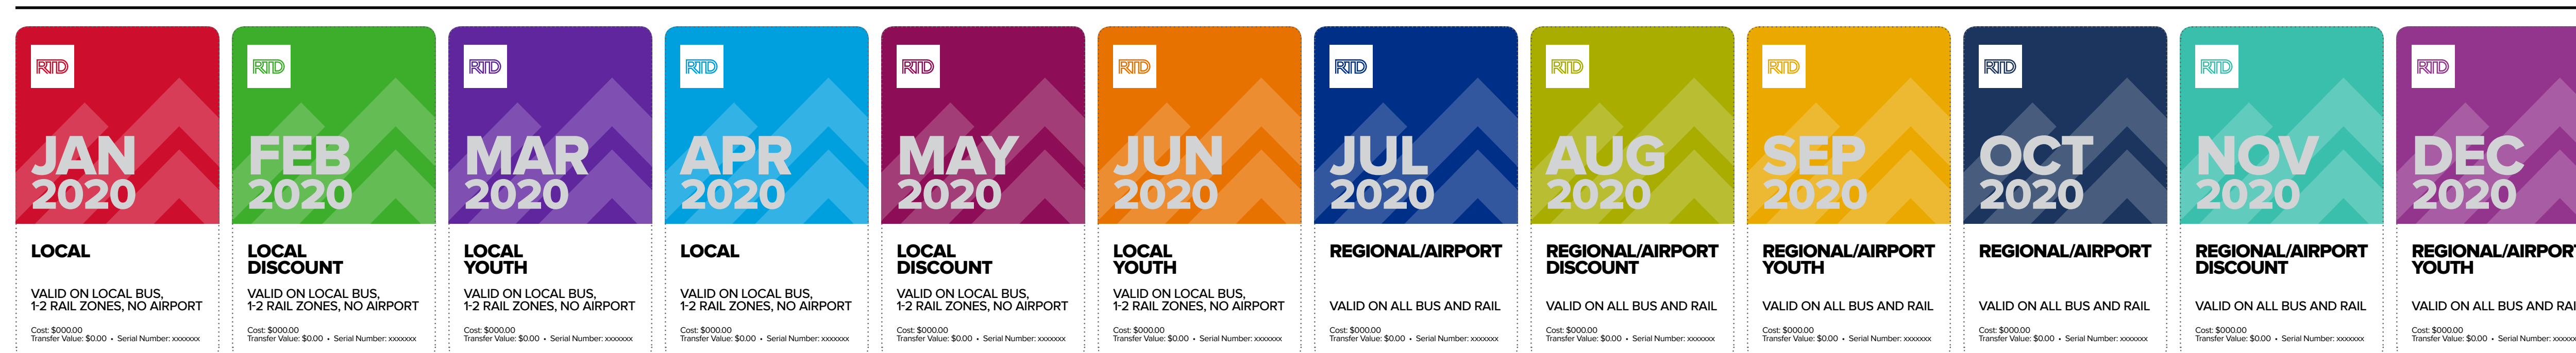 RTD
JAN
2020
LOCAL
VALID ON LOCAL BUS,
1-2 RAIL ZONES, NO AIRPORT
Cost: $000.00
Transfer Value: $0.00 • Serial Number: xxxxxxx
RTD
FEB
2020
LOCAL
DISCOUNT
VALID ON LOCAL BUS,
1-2 RAIL ZONES, NO AIRPORT
Cost: $000.00
Transfer Value: $0.00 • Serial Number: xxxxxxx
RTD
MAR
2020
LOCAL
YOUTH
VALID ON LOCAL BUS,
1-2 RAIL ZONES, NO AIRPORT
Cost: $000.00
Transfer Value: $0.00 • Serial Number: xxxxxxx
RTD
APR
2020
LOCAL
VALID ON LOCAL BUS,
1-2 RAIL ZONES, NO AIRPORT
Cost: $000.00
Transfer Value: $0.00 • Serial Number: xxxxxxx
RTD
MAY
2020
LOCAL
DISCOUNT
VALID ON LOCAL BUS,
1-2 RAIL ZONES, NO AIRPORT
Cost: $000.00
Transfer Value: $0.00 • Serial Number: xxxxxxx
RTD
JUN
2020
LOCAL
YOUTH
VALID ON LOCAL BUS,
1-2 RAIL ZONES, NO AIRPORT
Cost: $000.00
Transfer Value: $0.00 • Serial Number: xxxxxxx
RTD
JUL
2020
REGIONAL/AIRPORT
VALID ON ALL BUS AND RAIL
Cost: $000.00
Transfer Value: $0.00 • Serial Number: xxxxxxx
RTD
AUG
2020
REGIONAL/AIRPORT
DISCOUNT
VALID ON ALL BUS AND RAIL
Cost: $000.00
Transfer Value: $0.00 • Serial Number: xxxxxxx
RTD
SEP
2020
REGIONAL/AIRPORT
YOUTH
VALID ON ALL BUS AND RAIL
Cost: $000.00
Transfer Value: $0.00 • Serial Number: xxxxxxx
RTD
OCT
2020
REGIONAL/AIRPORT
VALID ON ALL BUS AND RAIL
Cost: $000.00
Transfer Value: $0.00 • Serial Number: xxxxxxx
RTD
NOV
2020
REGIONAL/AIRPORT
DISCOUNT
VALID ON ALL BUS AND RAIL
Cost: $000.00
Transfer Value: $0.00 • Serial Number: xxxxxxx
RTD
DEC
2020
YOUTH
VALID ON ALL BUS AND
Cost: $000.00
Transfer Value: $0.00 • Serial Number: